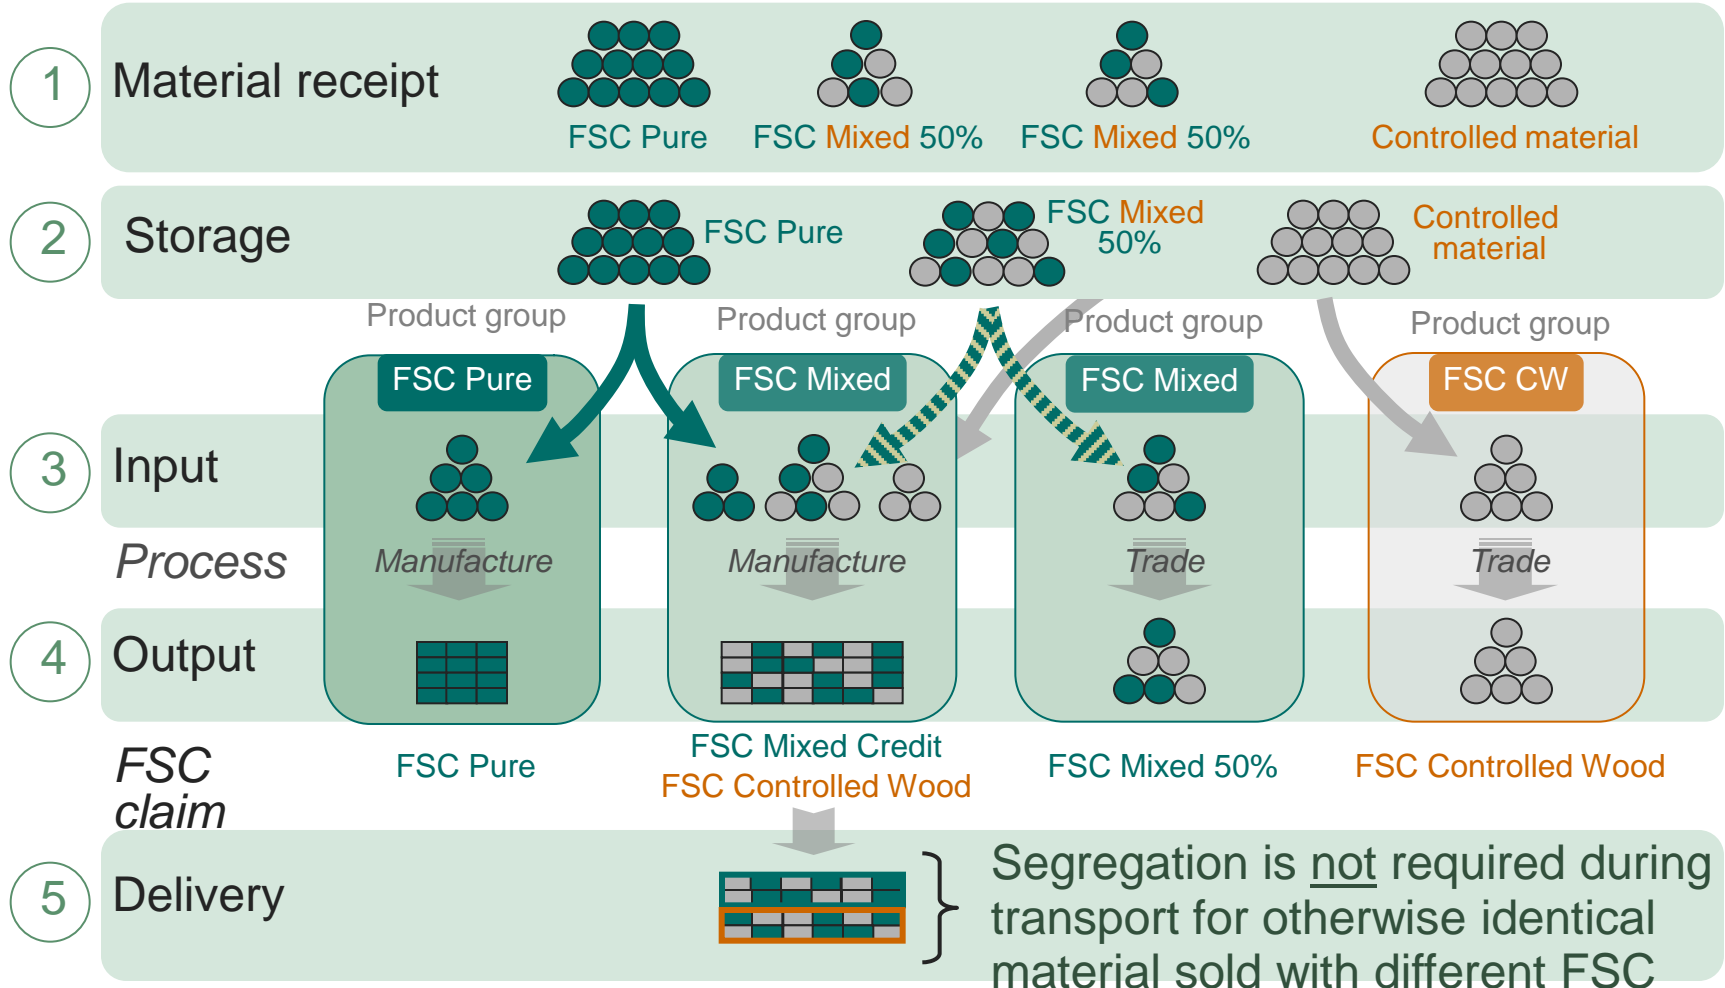 1
Material receipt
FSC Pure
FSC Mixed 50%
FSC Mixed 50%
Controlled material
2
Storage
FSC Pure
FSC Mixed
50%
Controlled
material
Product group
Product group
Product group
Product group
FSC Pure
FSC Mixed
FSC Mixed
FSC CW
3
Input
Process
Manufacture
Manufacture
Trade
Trade
4
Output
FSC
claim
FSC Pure
FSC Mixed Credit
FSC Controlled Wood
FSC Mixed 50%
FSC Controlled Wood
5
Delivery
Segregation is not required during
transport for otherwise identical
material sold with different FSC